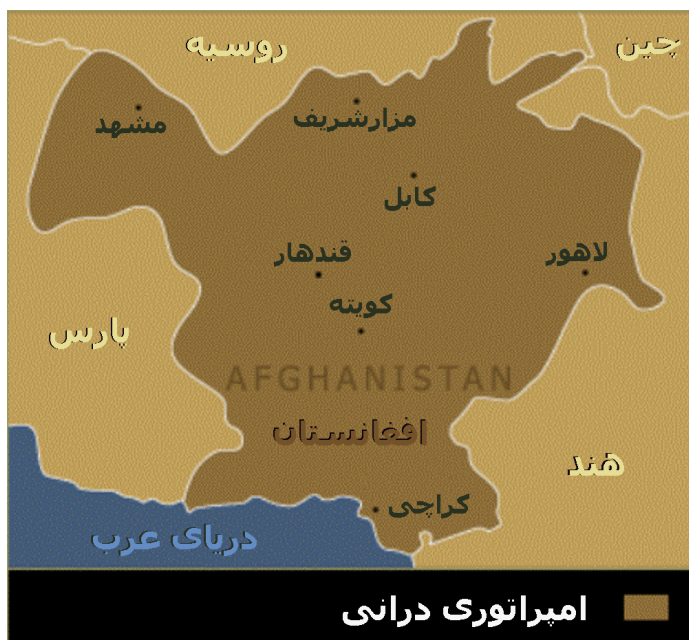 روسیه
چین
مشهد
مزارشریف
کابل
قندهار
لاهور
کویته
پارس
AFGHANISTAN
افغانستان
هند
کراچی
دریای عرب
امپراتوری درانی